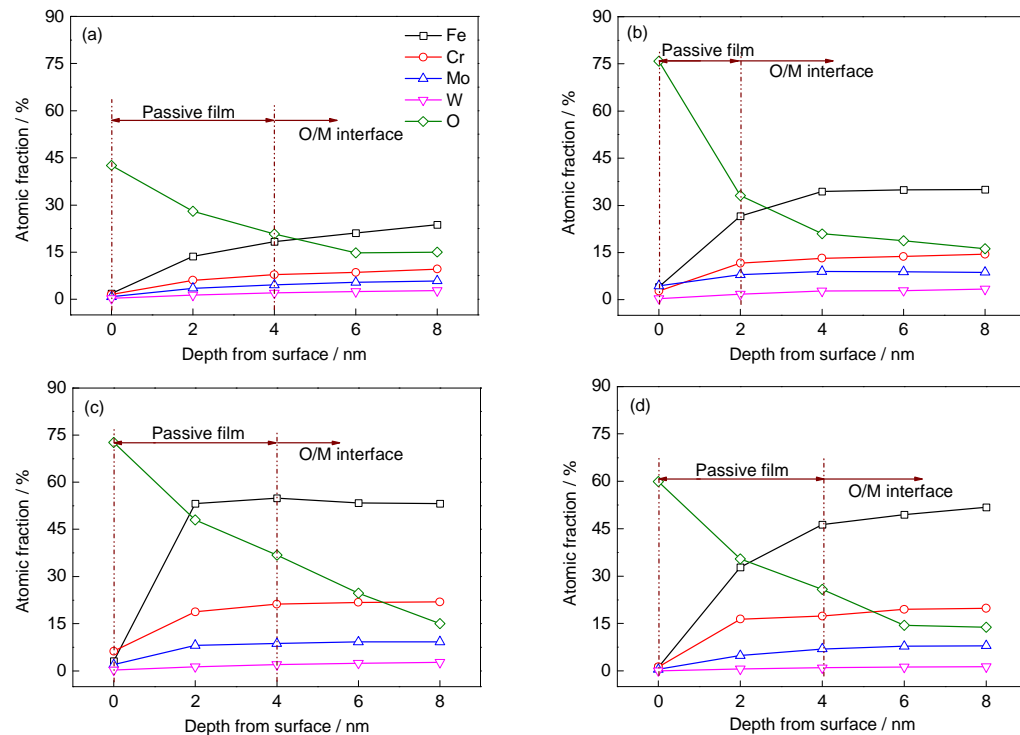 (a)
90
75
60
45
30
15
0
Atomic fraction / %
Passive film
O/M interface
Fe
Cr
Mo
W
O
0 2 4 6 8
Depth from surface / nm
(b)
90
75
60
45
30
15
0
Atomic fraction / %
Passive film
O/M interface
0 2 4 6 8
Depth from surface / nm
(c)
90
75
60
45
30
15
0
Atomic fraction / %
Passive film
O/M interface
0 2 4 6 8
Depth from surface / nm
(d)
90
75
60
45
30
15
0
Atomic fraction / %
Passive film
O/M interface
0 2 4 6 8
Depth from surface / nm